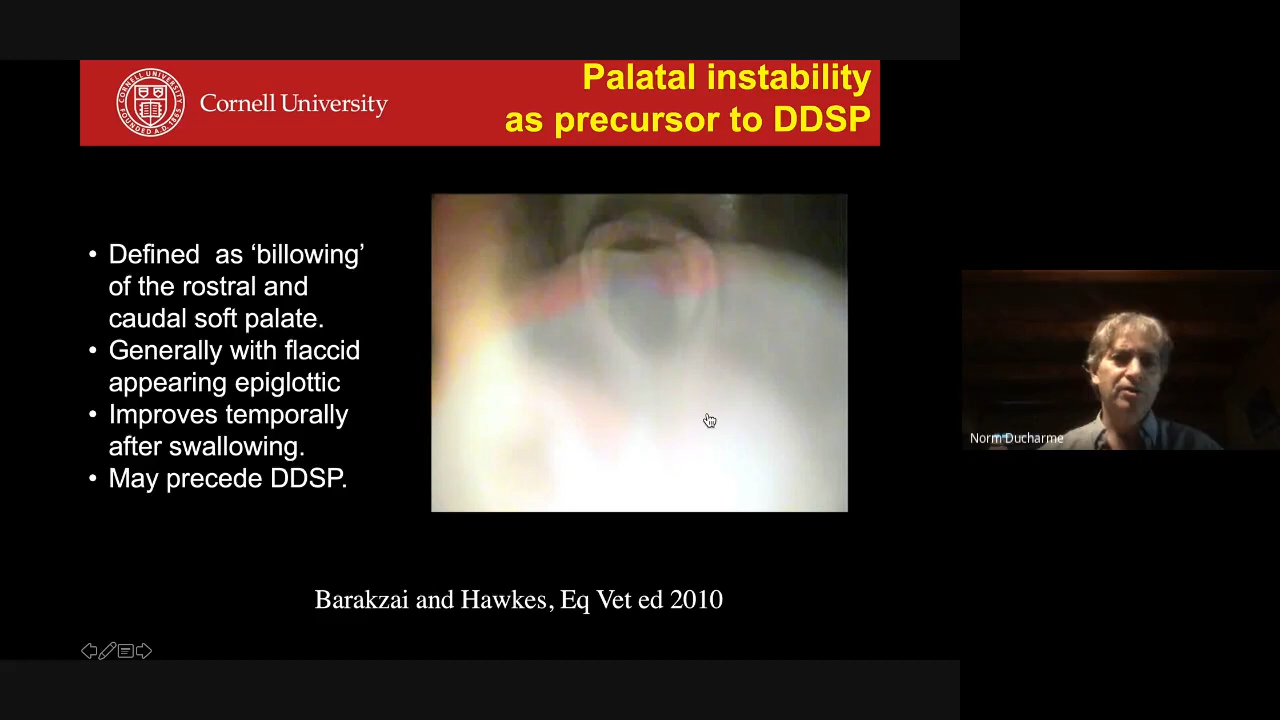 Cornell University
Palatal instability
as precursor to DDSP
• Defined  as ‘billowing’
of the rostral and
caudal soft palate.
• Generally with flaccid
appearing epiglottic
• Improves temporally
after swallowing.
• May precede DDSP.
Barakzai and Hawkes, Eq Vet ed 2010
Norm Ducharme